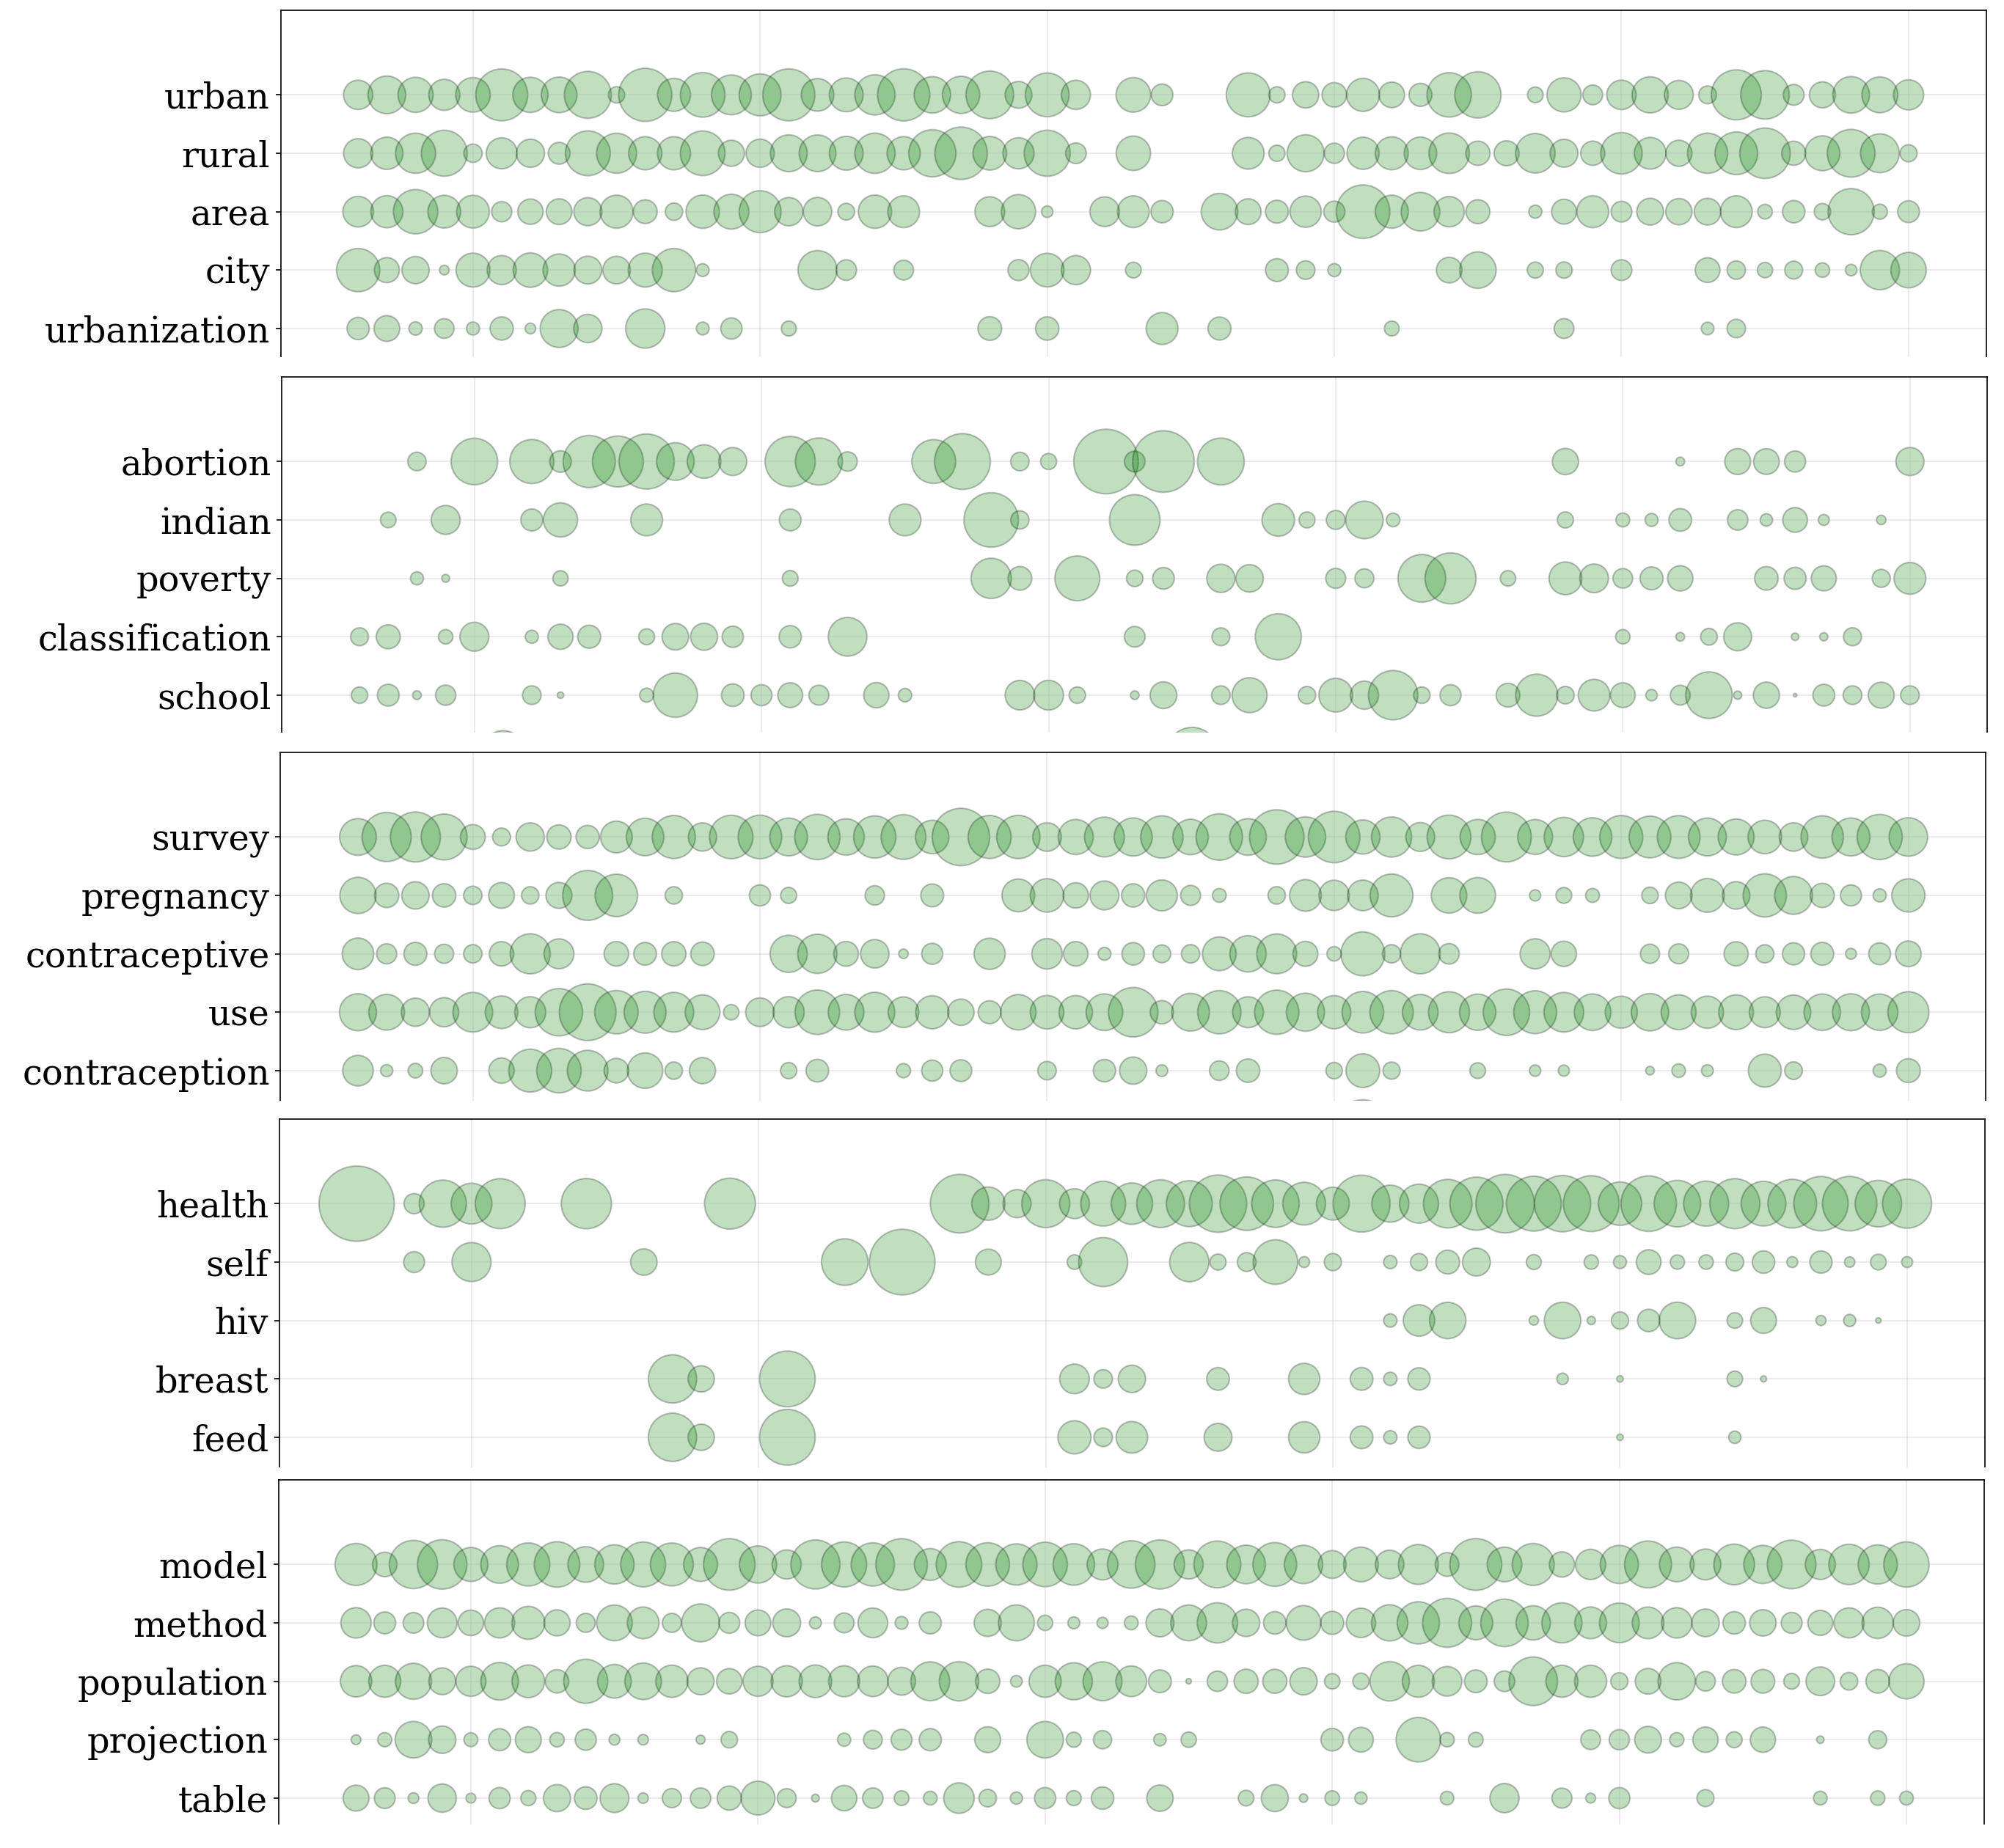 urban
rural
area
city
urbanization
abortion
indian
poverty
classification
school
survey
pregnancy
contraceptive
use
contraception
health
self
hiv
breast
feed
model
method
population
projection
table